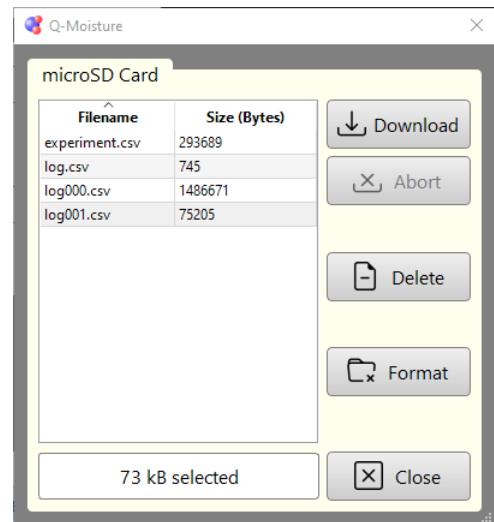 Q-Moisture
microSD Card
Filename Size (Bytes)
experiment.csv 293689
log.csv 745
log000.csv 1486671
log001.csv 75205
Download
Abort
Delete
Format
73 kB selected
Close